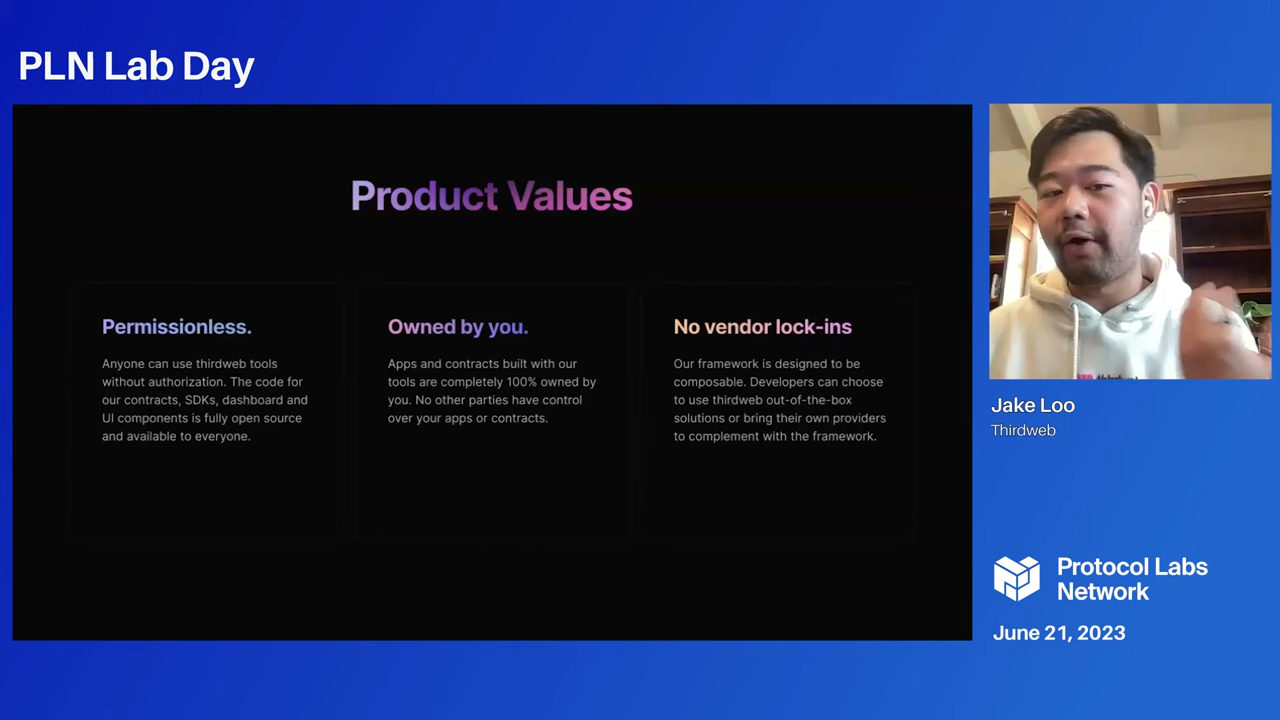 PLN Lab Day
Product Values
Permissionless.
Anyone can use thirdweb tools
without authorization. The code for
our contracts, SDKs, dashboard and
UI components is fully open source
and available to everyone.
Owned by you.
Apps and contracts built with our
tools are completely 100% owned by
you. No other parties have control
over your apps or contracts.
No vendor lock-ins
Our framework is designed to be
composable. Developers can choose
to use thirdweb out-of-the-box
solutions or bring their own providers
to complement with the framework.
Jake Loo
Thirdweb
Protocol Labs
Network
June 21, 2023